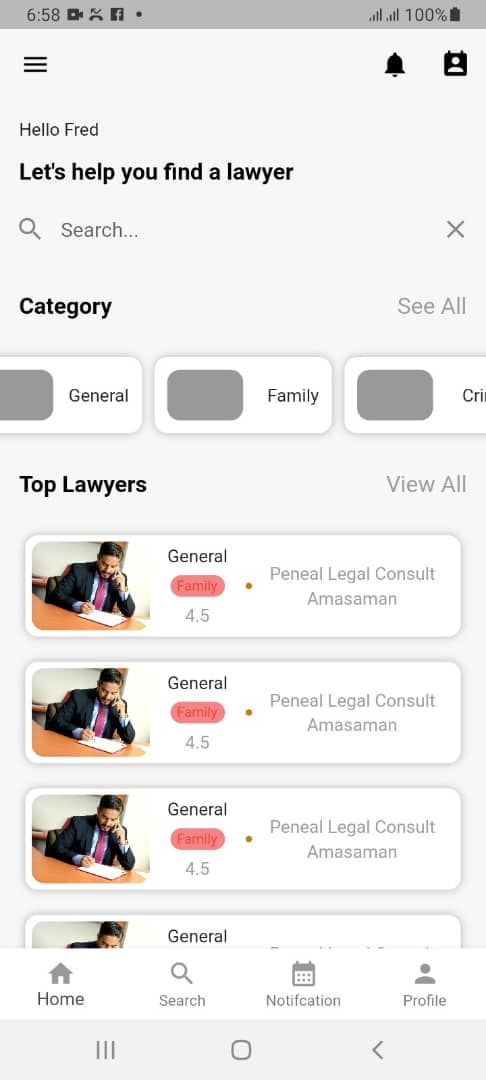 6:58
100%
Hello Fred
Let's help you find a lawyer
Search...
Category
See All
General
Family
Cri
Top Lawyers
View All
General
Family
4.5
Peneal Legal Consult
Amasaman
General
Family
4.5
Peneal Legal Consult
Amasaman
General
Family
4.5
Peneal Legal Consult
Amasaman
General
Home
Search
Notifcation
Profile